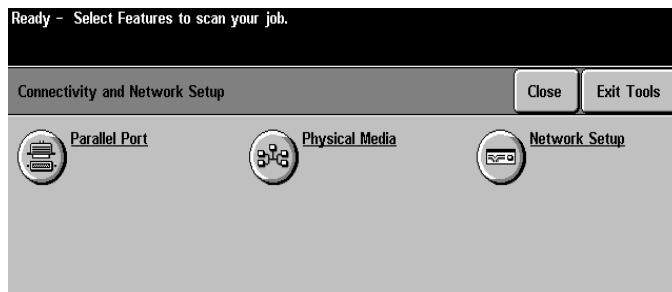 Ready - Select Features to scan your job.
Connectivity and Network Setup
Close
Exit Tools
Parallel Port
Physical Media
Network Setup